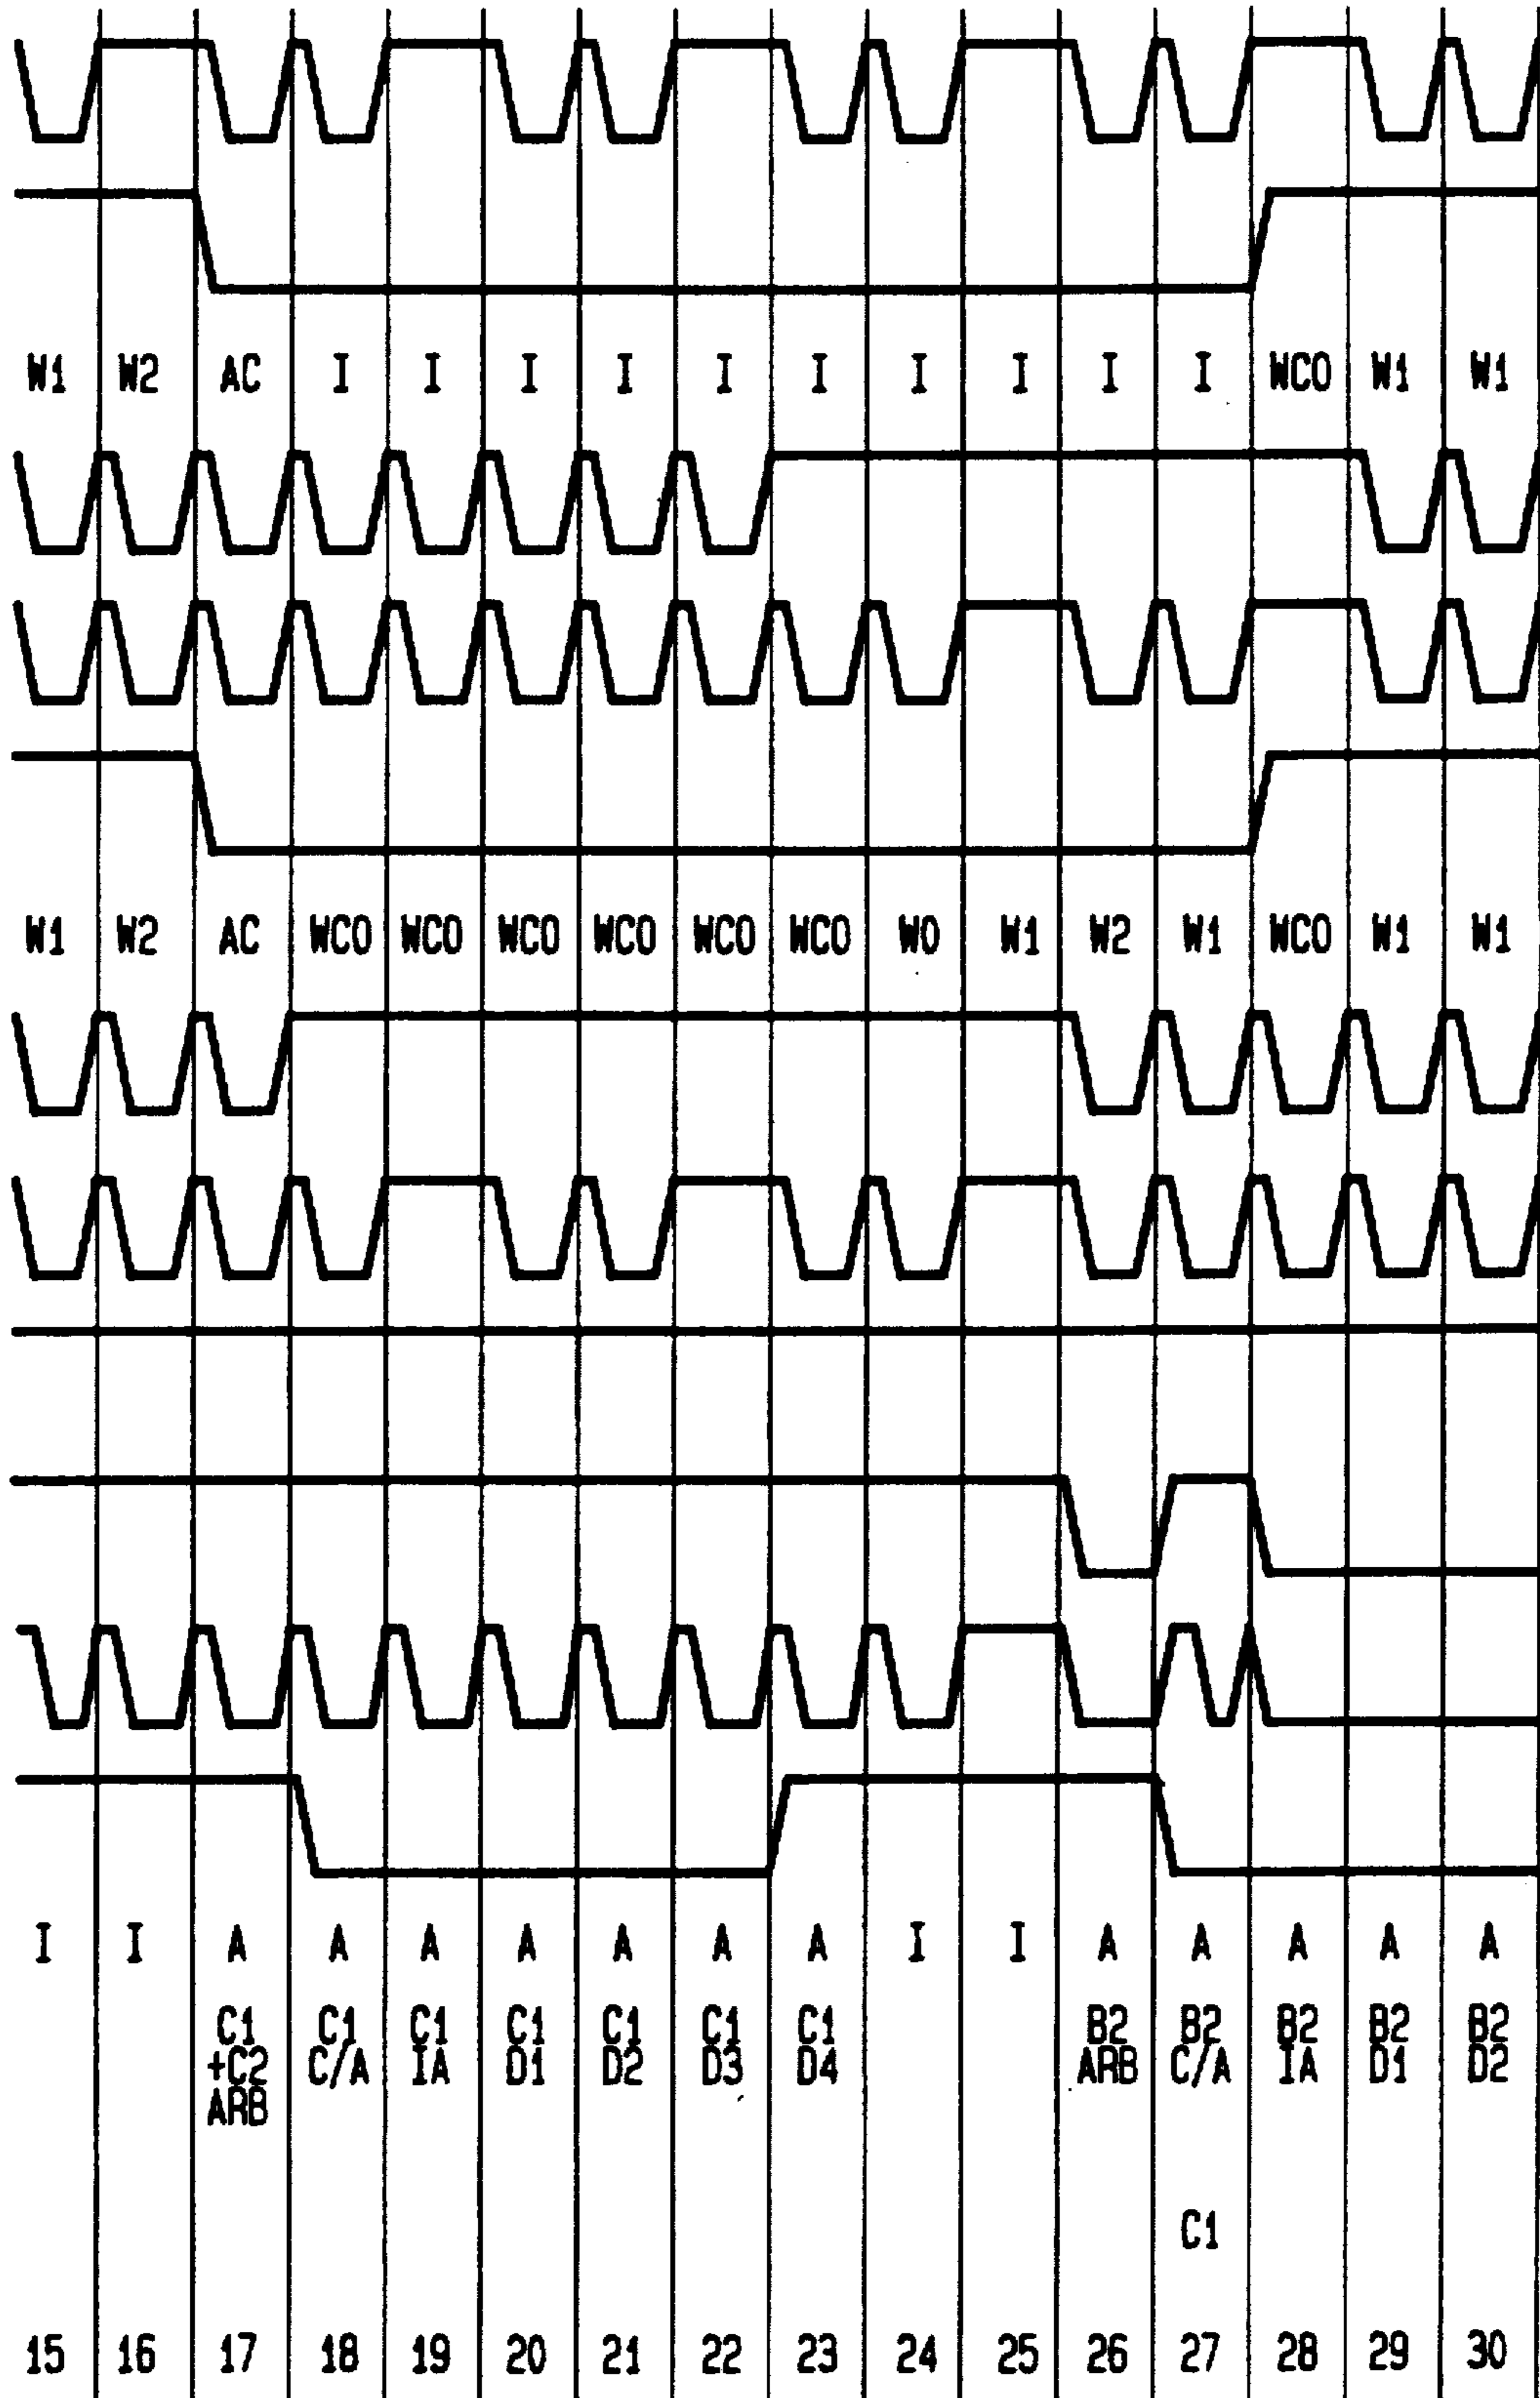 W1 W2 AC I I I I I I I I I I WCO W1 W1
W1 W2 AC WCO WCO WCO WCO WCO WCO W0 W1 W2 W1 WCO W1 W1
I I A A A A A A A I I A A A A A
C1 C1 C1 C1 C1 C1 C1 B2 B2 B2 B2 B2
+C2 C/A IA D1 D2 D3 D4 ARB C/A IA D1 D2
ARB
C1
15 16 17 18 19 20 21 22 23 24 25 26 27 28 29 30